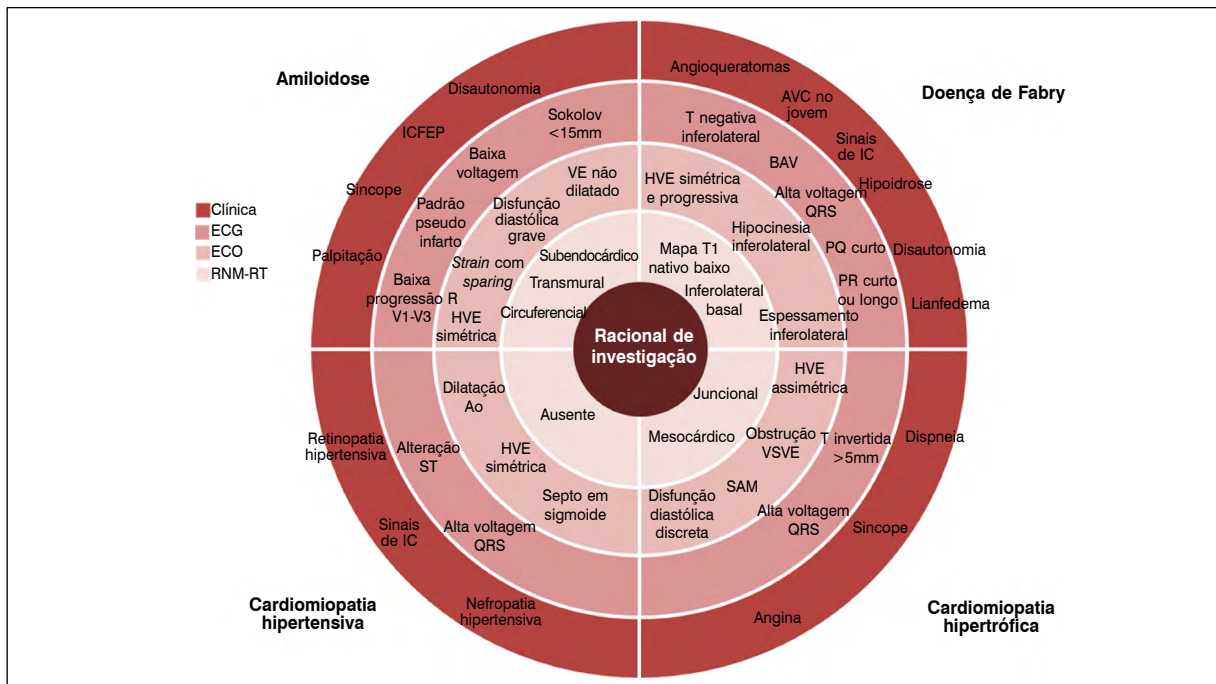 Amiloidose
Disautonomia
ICFEP
Síncope
Palpitação
Sokolov
<15mm
Baixa
voltagem
Padrão
pseudo
infarto
Baixa
progressão R
V1-V3
VE não
dilatado
Disfunção
diastólica
grave
Strain com
sparing
HVE
simétrica
Subendocárdico
Transmural
Circuferencial
Doença de Fabry
Angioqueratomas
AVC no
jovem
Sinais
de IC
Hipoidrose
Disautonomia
Lianfedema
T negativa
inferolateral
BAV
Alta voltagem
QRS
PQ curto
PR curto
ou longo
HVE simétrica
e progressiva
Hipocinesia
inferolateral
Espessamento
inferolateral
Mapa T1
nativo baixo
Inferolateral
basal
Clínica
ECG
ECO
RNM-RT
Racional de
investigação
Cardiomiopatia
hipertensiva
Retinopatia
hipertensiva
Sinais
de IC
Nefropatia
hipertensiva
Alteração
ST
Alta voltagem
QRS
Dilatação
Ao
HVE
simétrica
Septo em
sigmoide
Ausente
Cardiomiopatia
hipertrófica
Dispneia
Sincope
Angina
T invertida
>5mm
Alta voltagem
QRS
HVE
assimétrica
Obstrução
VSVE
SAM
Disfunção
diastólica
discreta
Juncional
Mesocárdico